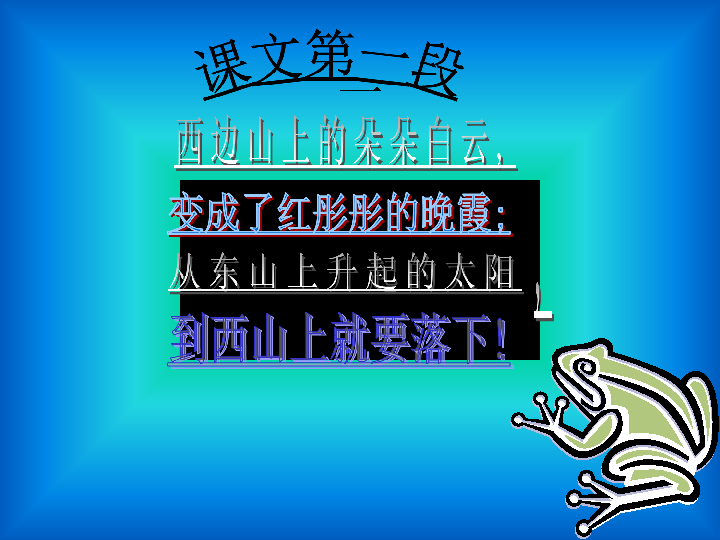 课文第一段
西边山上的朵朵白云，
变成了红彤彤的晚霞；
从东山上升起的太阳，
到西山上就要落下！